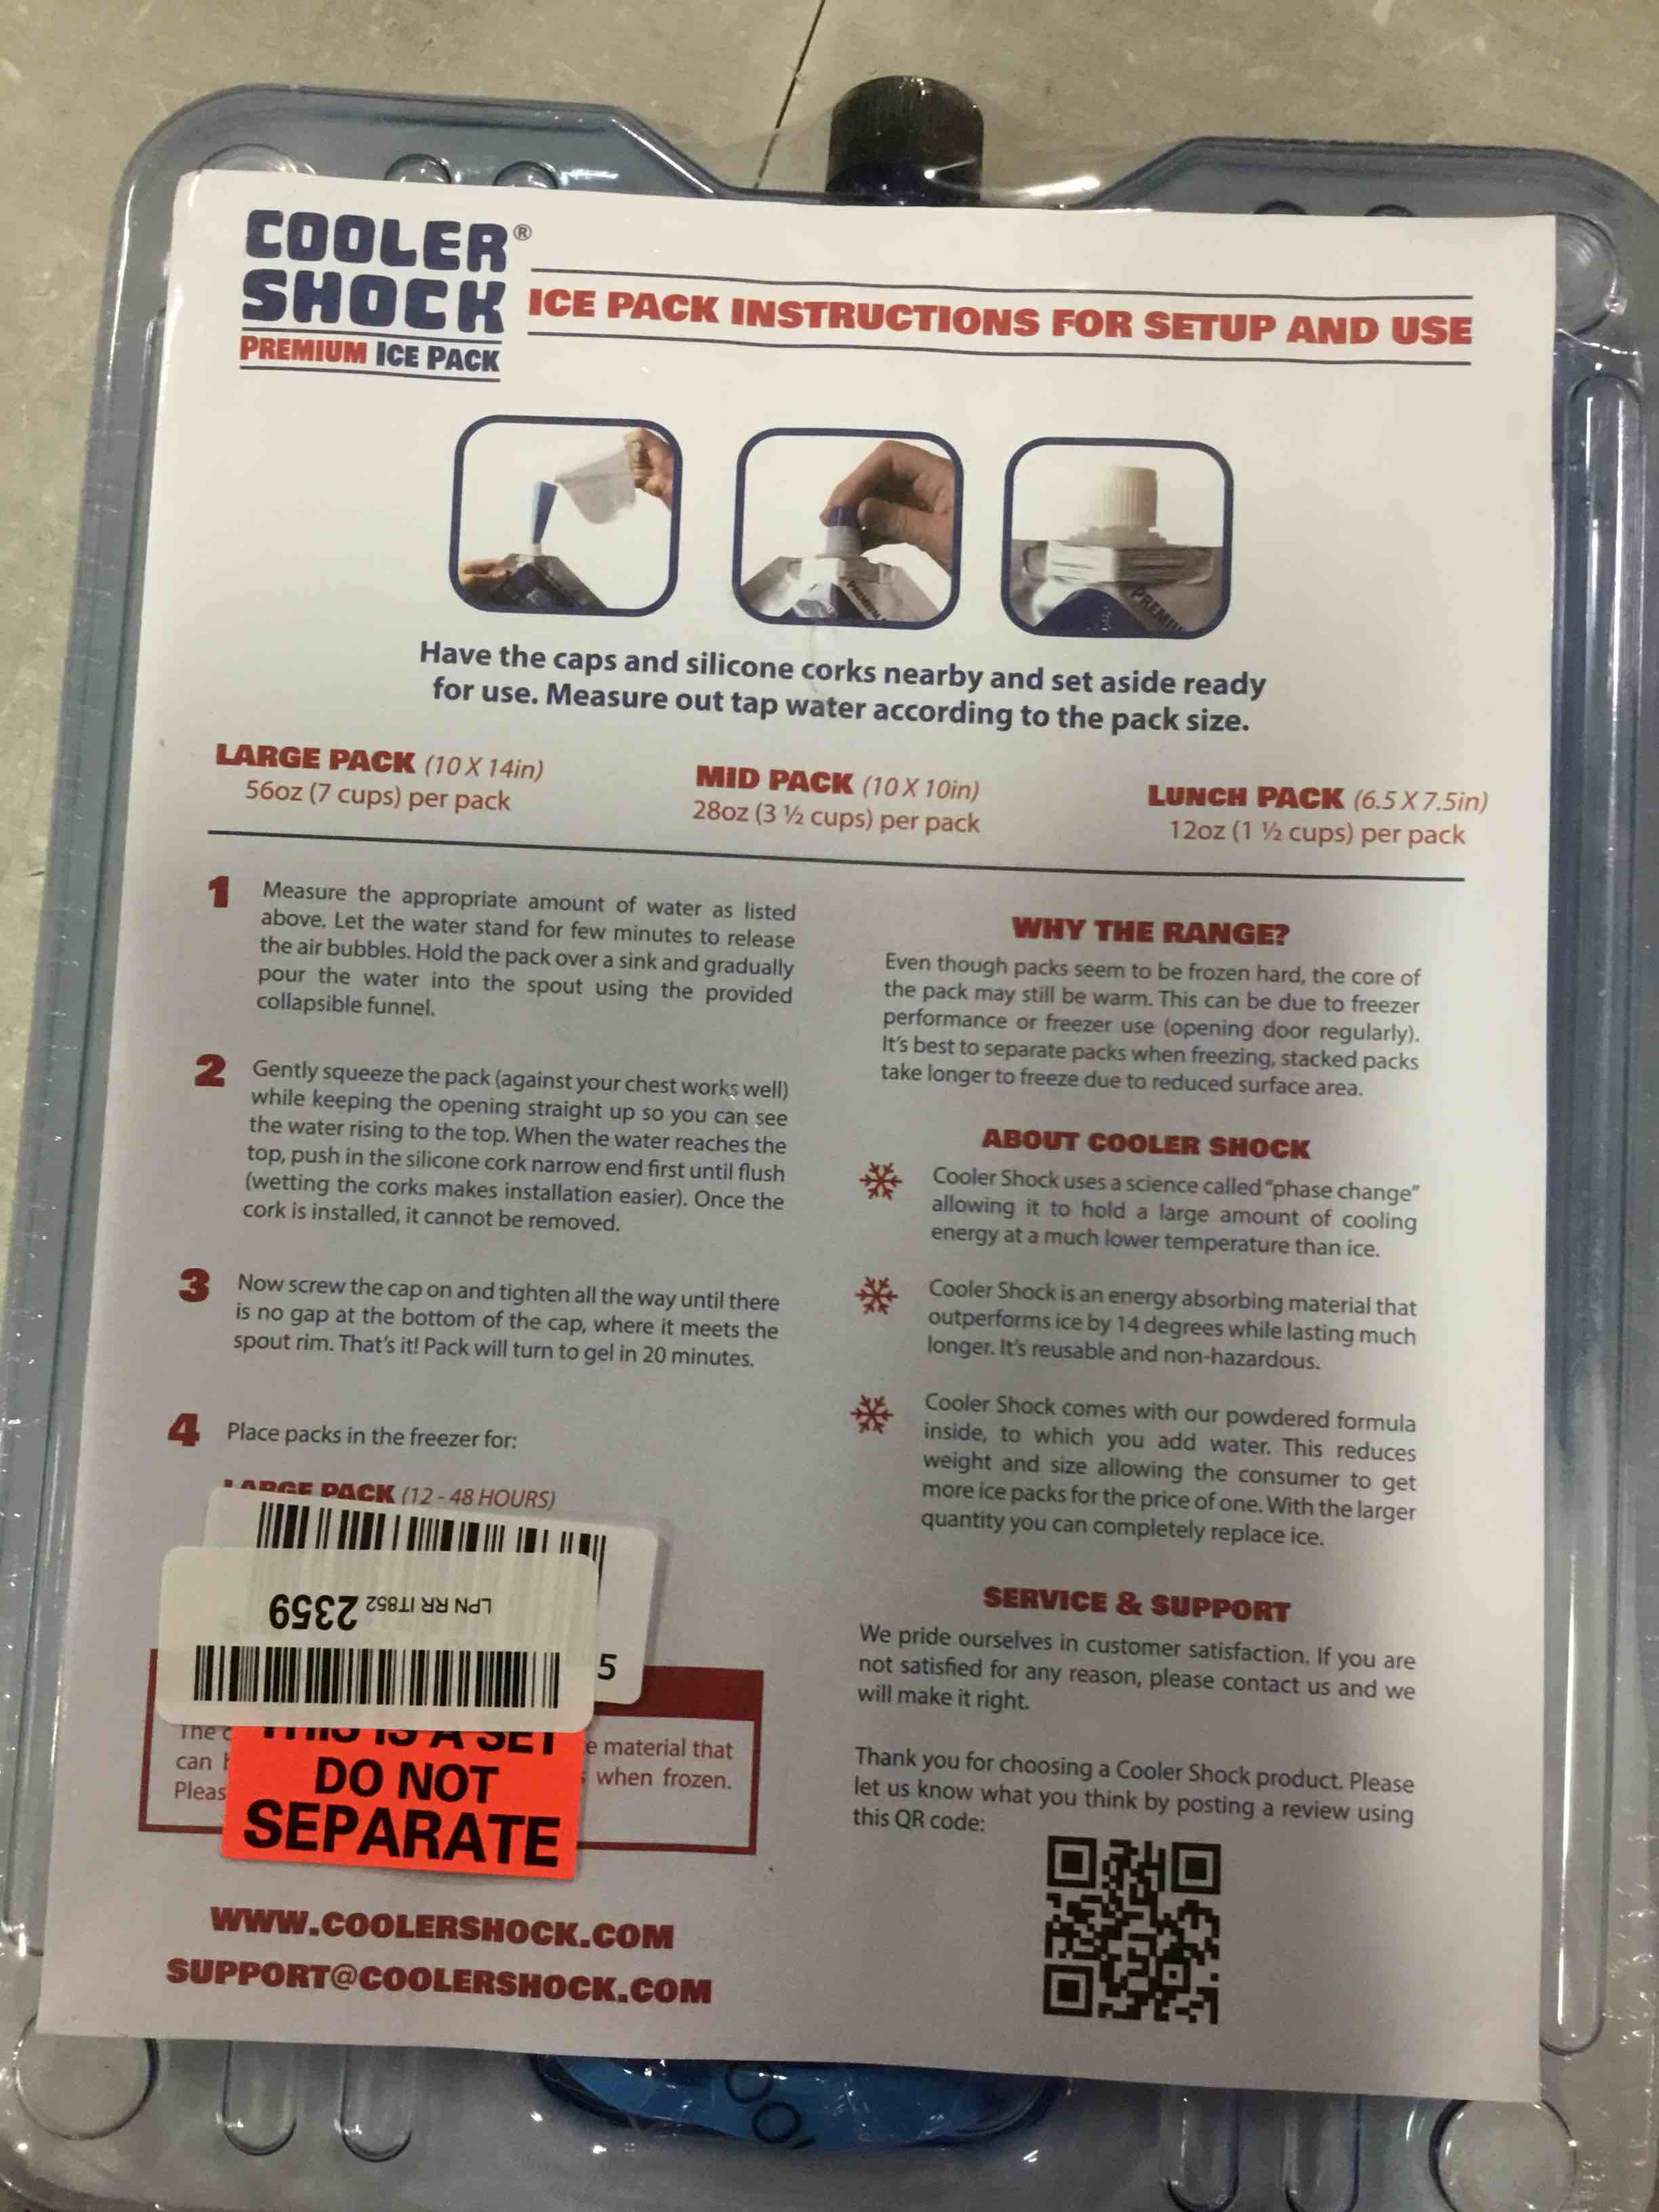 COOLER®
SHOCK
PREMIUM ICE PACK
ICE PACK INSTRUCTIONS FOR SETUP AND USE
PREMIUM
PREMIU
Have the caps and silicone corks nearby and set aside ready
for use. Measure out tap water according to the pack size.
LARGE PACK (10 X 14in)
56oz (7 cups) per pack
MID PACK (10 X 10in)
28oz (3 ½ cups) per pack
LUNCH PACK (6.5 X 7.5in)
12oz (1 ½ cups) per pack
1 Measure the appropriate amount of water as listed
above. Let the water stand for few minutes to release
the air bubbles. Hold the pack over a sink and gradually
pour the water into the spout using the provided
collapsible funnel.
2 Gently squeeze the pack (against your chest works well)
while keeping the opening straight up so you can see
the water rising to the top. When the water reaches the
top, push in the silicone cork narrow end first until flush
(wetting the corks makes installation easier). Once the
cork is installed, it cannot be removed.
3 Now screw the cap on and tighten all the way until there
is no gap at the bottom of the cap, where it meets the
spout rim. That's it! Pack will turn to gel in 20 minutes.
4 Place packs in the freezer for:
LARGE PACK (12 - 48 HOURS)
LPN RR IT852 2359
5
The
e material that
can
when frozen.
Pleas
THIS IS A SET
DO NOT
SEPARATE
WWW.COOLERSHOCK.COM
SUPPORT@COOLERSHOCK.COM
WHY THE RANGE?
Even though packs seem to be frozen hard, the core of
the pack may still be warm. This can be due to freezer
performance or freezer use (opening door regularly).
It's best to separate packs when freezing, stacked packs
take longer to freeze due to reduced surface area.
ABOUT COOLER SHOCK
Cooler Shock uses a science called "phase change"
allowing it to hold a large amount of cooling
energy at a much lower temperature than ice.
Cooler Shock is an energy absorbing material that
outperforms ice by 14 degrees while lasting much
longer. It's reusable and non-hazardous.
Cooler Shock comes with our powdered formula
inside, to which you add water. This reduces
weight and size allowing the consumer to get
more ice packs for the price of one. With the larger
quantity you can completely replace ice.
SERVICE & SUPPORT
We pride ourselves in customer satisfaction. If you are
not satisfied for any reason, please contact us and we
will make it right.
Thank you for choosing a Cooler Shock product. Please
let us know what you think by posting a review using
this QR code: